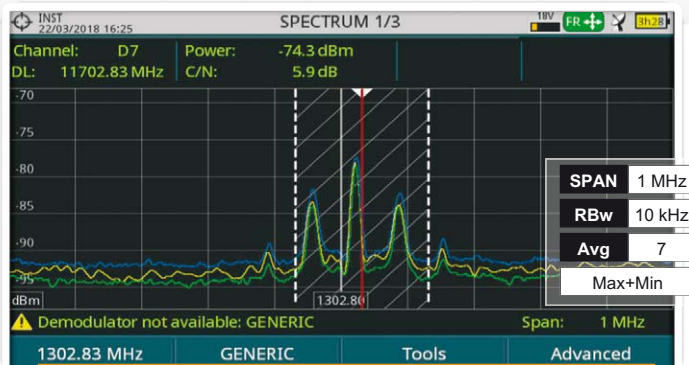 INST
22/03/2018 16:25
SPECTRUM 1/3
18V FR 3h28
Channel: D7 Power: -74.3 dBm
DL: 11702.83 MHz C/N: 5.9 dB
-70
-75
-80
-85
-90
-95
dBm
1302.80
SPAN 1 MHz
RBw 10 kHz
Avg 7
Max+Min
Demodulator not available: GENERIC Span: 1 MHz
1302.83 MHz GENERIC Tools Advanced